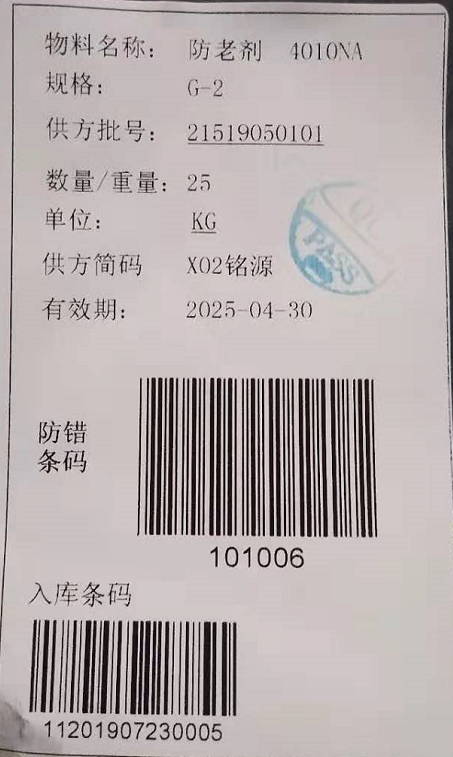 物料名称： 防老剂 4010NA
规格： G-2
供方批号： 21519050101
数量/重量： 25
单位： KG
供方简码 X02铭源
有效期： 2025-04-30
QC
PASS
防错
条码
101006
入库条码
11201907230005